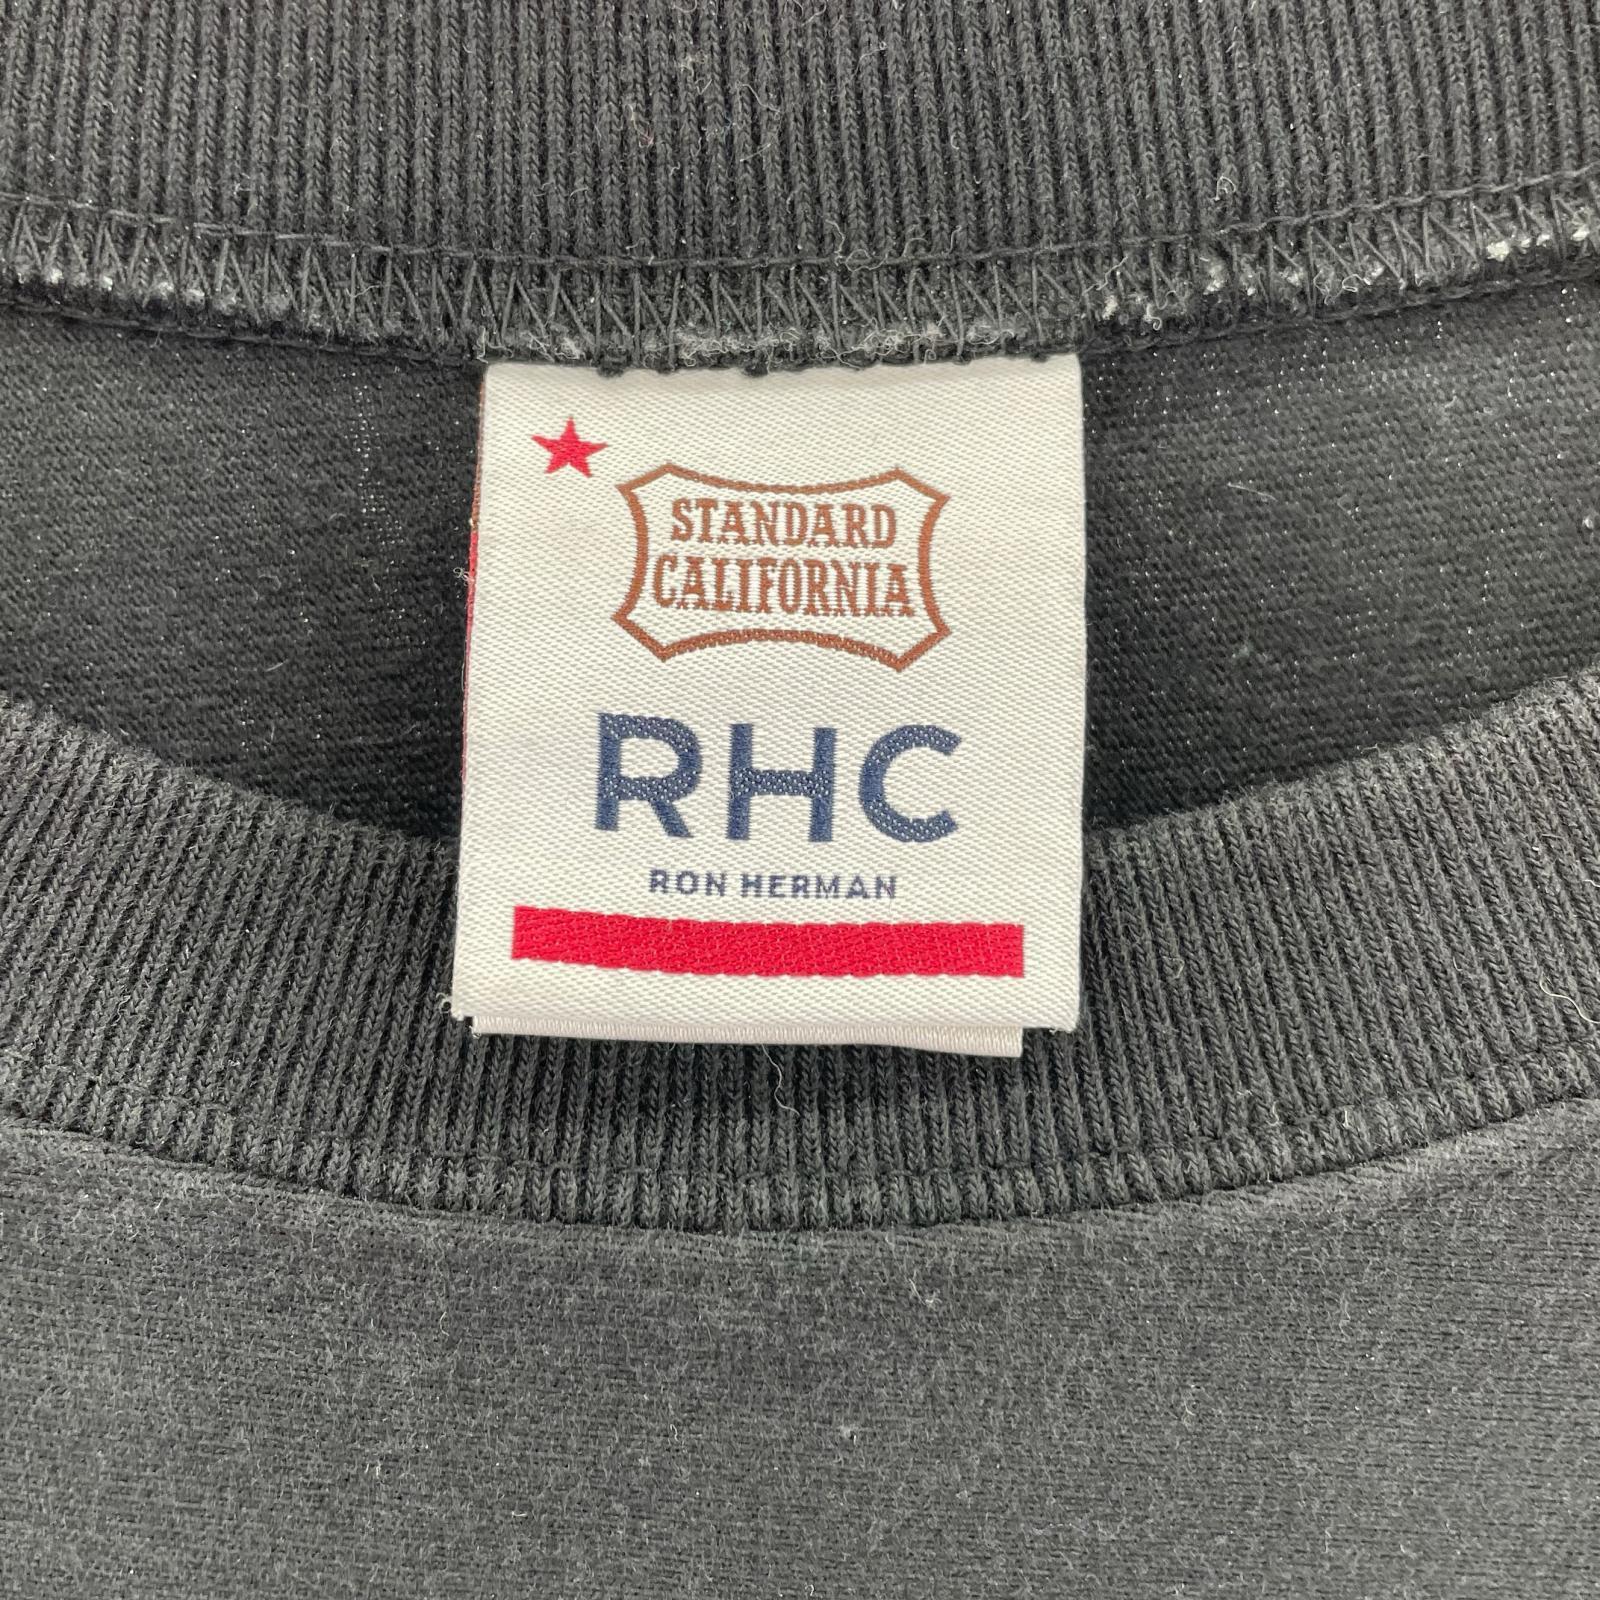 STANDARD
CALIFORNIA
RHC
RON HERMAN